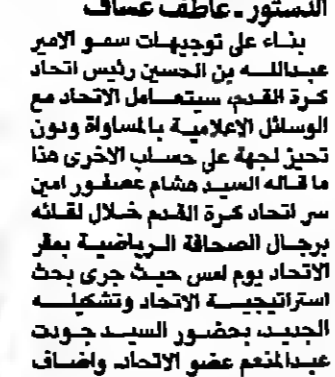 الدستور ـ عاطف عساف
بناء على توجيهات سمو الامير
عبدالله بن الحسين رئيس اتحاد
كرة القدم، سيتعامل الاتحاد مع
الوسائل الاعلامية بالمساواة ودون
تحيز لجهة على حساب الاخرى هذا
ما قاله السيد هشام عصفور امين
سر اتحاد كرة القدم خلال لقائه
برجال الصحافة الرياضية بمقر
الاتحاد يوم امس حيث جرى بحث
استراتيجية الاتحاد وتشكيله
الجديد، بحضور السيد جودت
عبدالمنعم عضو الاتحاد. واضاف